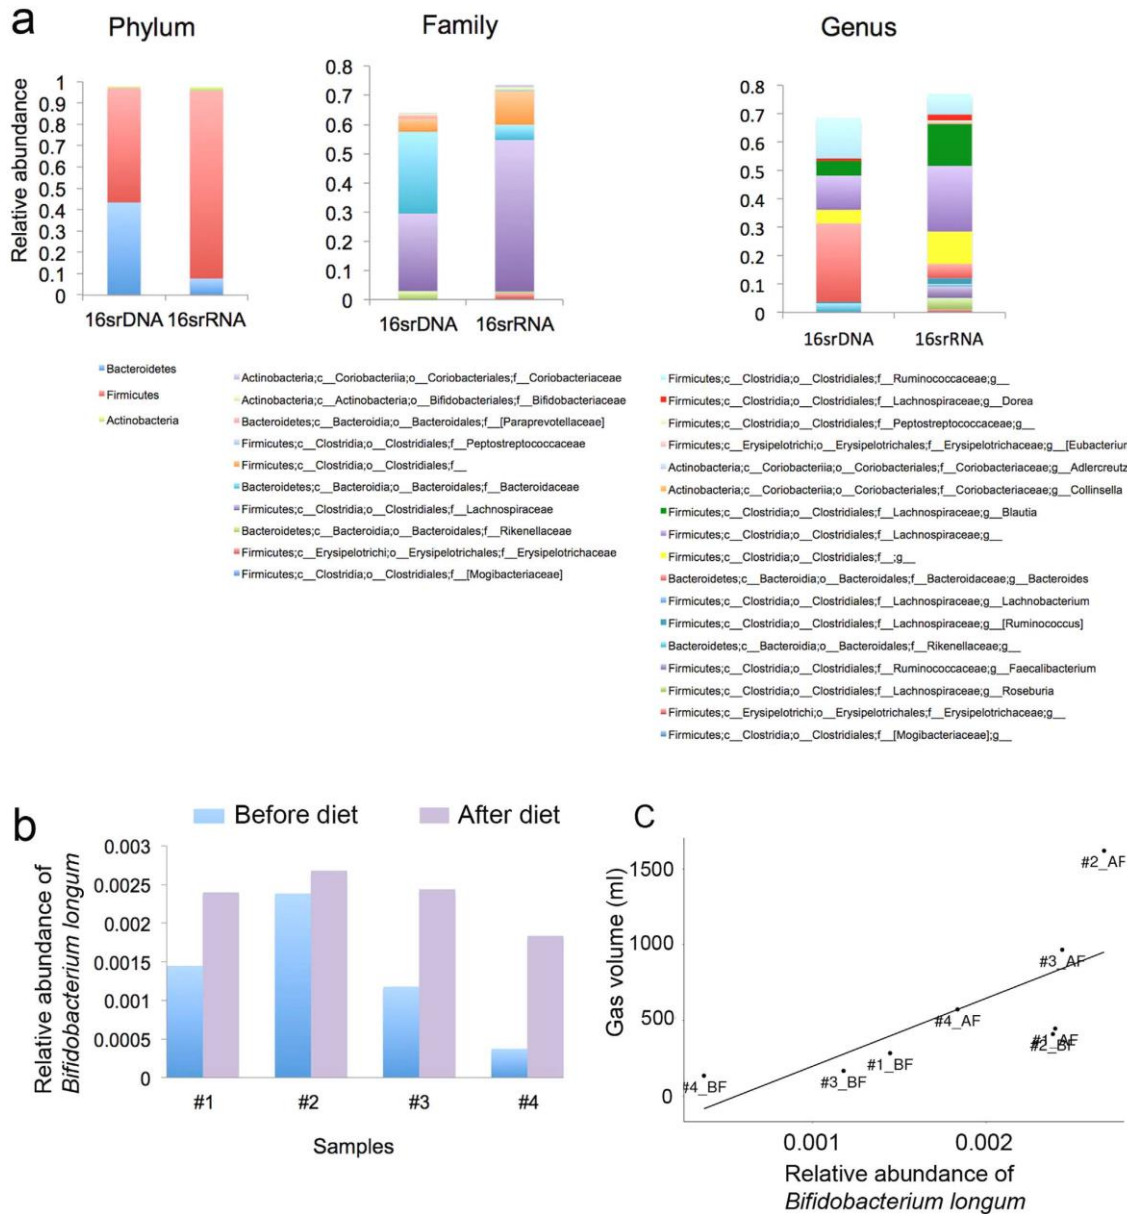 a
Phylum
Family
Genus
Relative abundance
1
0.9
0.8
0.7
0.6
0.5
0.4
0.3
0.2
0.1
0
16srDNA 16srRNA
0.8
0.7
0.6
0.5
0.4
0.3
0.2
0.1
0
16srDNA 16srRNA
0.8
0.7
0.6
0.5
0.4
0.3
0.2
0.1
0
16srDNA 16srRNA
Bacteroidetes
Firmicutes
Actinobacteria
Actinobacteria;c__Coriobacteriia;o__Coriobacteriales;f__Coriobacteriaceae
Actinobacteria;c__Actinobacteria;o__Bifidobacteriales;f__Bifidobacteriaceae
Bacteroidetes;c__Bacteroidia;o__Bacteroidales;f__[Paraprevotellaceae]
Firmicutes;c__Clostridia;o__Clostridiales;f__Peptostreptococcaceae
Firmicutes;c__Clostridia;o__Clostridiales;f__
Bacteroidetes;c__Bacteroidia;o__Bacteroidales;f__Bacteroidaceae
Firmicutes;c__Clostridia;o__Clostridiales;f__Lachnospiraceae
Bacteroidetes;c__Bacteroidia;o__Bacteroidales;f__Rikenellaceae
Firmicutes;c__Erysipelotrichi;o__Erysipelotrichales;f__Erysipelotrichaceae
Firmicutes;c__Clostridia;o__Clostridiales;f__[Mogibacteriaceae]
Firmicutes;c__Clostridia;o__Clostridiales;f__Ruminococcaceae;g__
Firmicutes;c__Clostridia;o__Clostridiales;f__Lachnospiraceae;g__Dorea
Firmicutes;c__Clostridia;o__Clostridiales;f__Peptostreptococcaceae;g__
Firmicutes;c__Erysipelotrichi;o__Erysipelotrichales;f__Erysipelotrichaceae;g__[Eubacterium
Actinobacteria;c__Coriobacteriia;o__Coriobacteriales;f__Coriobacteriaceae;g__Adlercreutz
Actinobacteria;c__Coriobacteriia;o__Coriobacteriales;f__Coriobacteriaceae;g__Collinsella
Firmicutes;c__Clostridia;o__Clostridiales;f__Lachnospiraceae;g__Blautia
Firmicutes;c__Clostridia;o__Clostridiales;f__Lachnospiraceae;g__
Firmicutes;c__Clostridia;o__Clostridiales;f__;g__
Bacteroidetes;c__Bacteroidia;o__Bacteroidales;f__Bacteroidaceae;g__Bacteroides
Firmicutes;c__Clostridia;o__Clostridiales;f__Lachnospiraceae;g__Lachnobacterium
Firmicutes;c__Clostridia;o__Clostridiales;f__Lachnospiraceae;g__[Ruminococcus]
Bacteroidetes;c__Bacteroidia;o__Bacteroidales;f__Rikenellaceae;g__
Firmicutes;c__Clostridia;o__Clostridiales;f__Ruminococcaceae;g__Faecalibacterium
Firmicutes;c__Clostridia;o__Clostridiales;f__Lachnospiraceae;g__Roseburia
Firmicutes;c__Erysipelotrichi;o__Erysipelotrichales;f__Erysipelotrichaceae;g__
Firmicutes;c__Clostridia;o__Clostridiales;f__[Mogibacteriaceae];g__
b
Before diet
After diet
Relative abundance of
Bifidobacterium longum
0.003
0.0025
0.002
0.0015
0.001
0.0005
0
#1 #2 #3 #4
Samples
C
Gas volume (ml)
1500
1000
500
0
#2_AF
#3_AF
#4_AF
#1_AF
#2_BF
#1_BF
#3_BF
#4_BF
0.001 0.002
Relative abundance of
Bifidobacterium longum